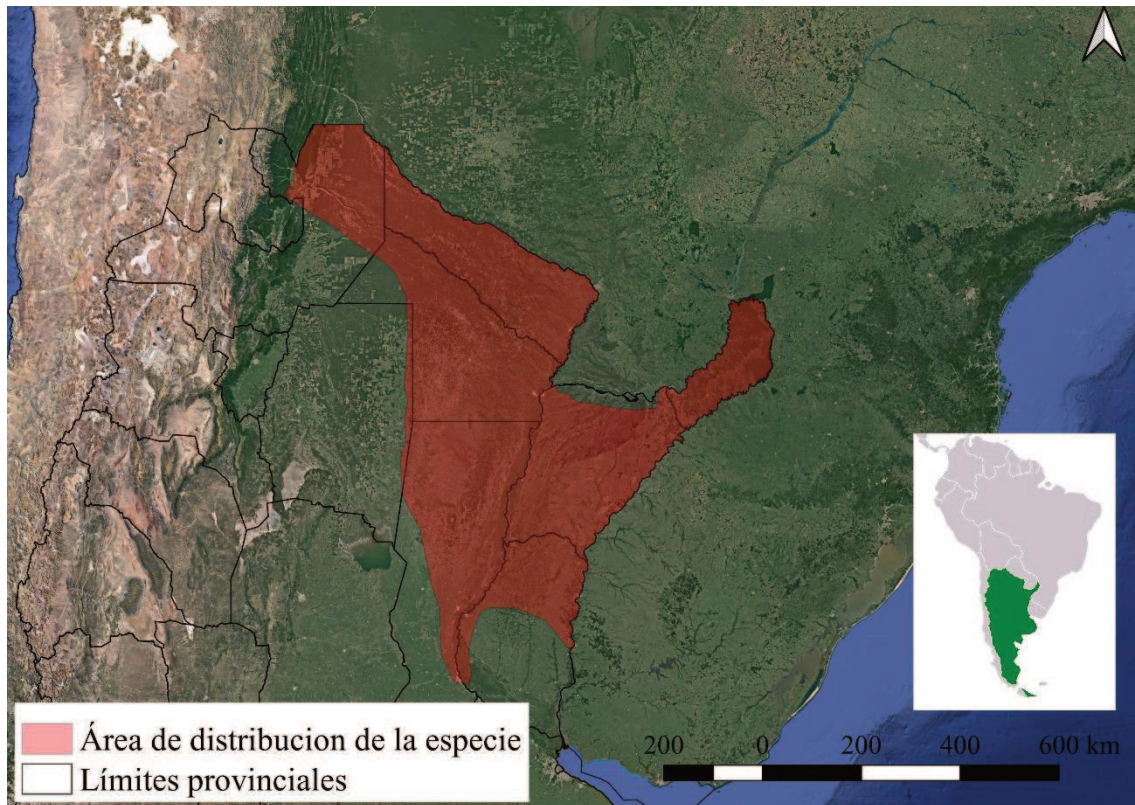 Área de distribucion de la especie
Límites provinciales
200 0 200 400 600 km